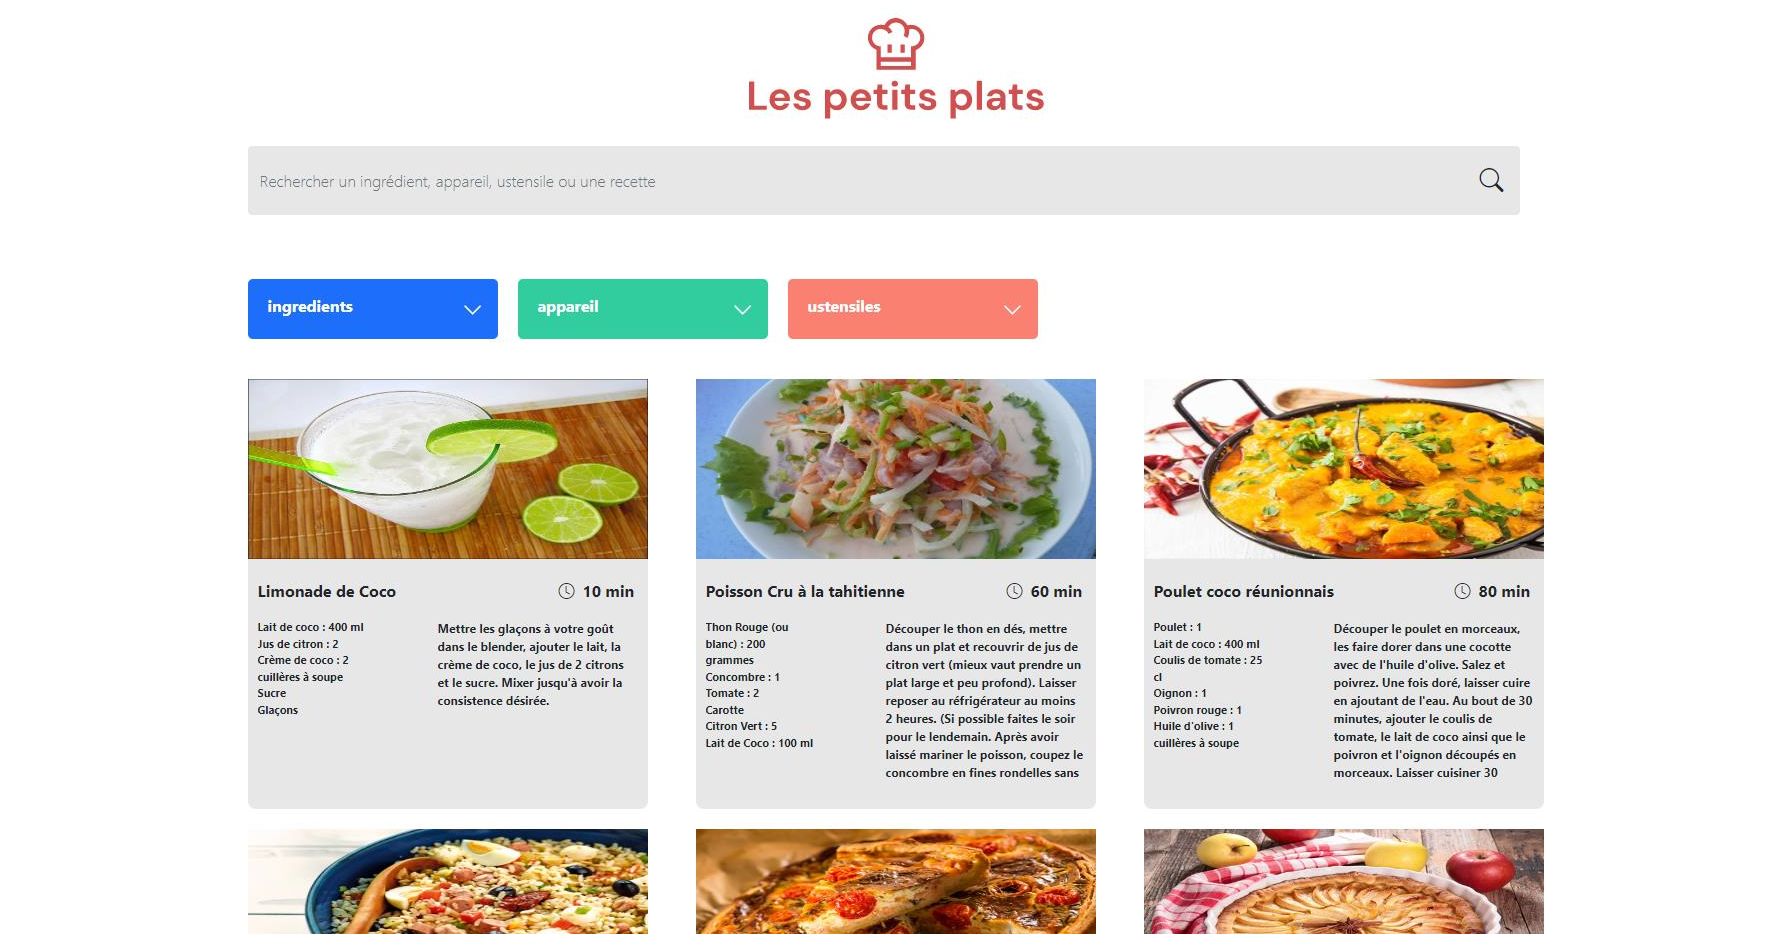 Les petits plats
Rechercher un ingrédient, appareil, ustensile ou une recette
ingredients
appareil
ustensiles
Limonade de Coco
10 min
Lait de coco : 400 ml
Jus de citron : 2
Crème de coco : 2
cuillères à soupe
Sucre
Glaçons
Mettre les glaçons à votre goût
dans le blender, ajouter le lait, la
crème de coco, le jus de 2 citrons
et le sucre. Mixer jusqu'à avoir la
consistence désirée.
Poisson Cru à la tahitienne
60 min
Thon Rouge (ou
blanc) : 200
grammes
Concombre : 1
Tomate : 2
Carotte
Citron Vert : 5
Lait de Coco : 100 ml
Découper le thon en dés, mettre
dans un plat et recouvrir de jus de
citron vert (mieux vaut prendre un
plat large et peu profond). Laisser
reposer au réfrigérateur au moins
2 heures. (Si possible faites le soir
pour le lendemain. Après avoir
laissé mariner le poisson, coupez le
concombre en fines rondelles sans
Poulet coco réunionnais
80 min
Poulet : 1
Lait de coco : 400 ml
Coulis de tomate : 25
cl
Oignon : 1
Poivron rouge : 1
Huile d'olive : 1
cuillères à soupe
Découper le poulet en morceaux,
les faire dorer dans une cocotte
avec de l'huile d'olive. Salez et
poivrez. Une fois doré, laisser cuire
en ajoutant de l'eau. Au bout de 30
minutes, ajouter le coulis de
tomate, le lait de coco ainsi que le
poivron et l'oignon découpés en
morceaux. Laisser cuisiner 30